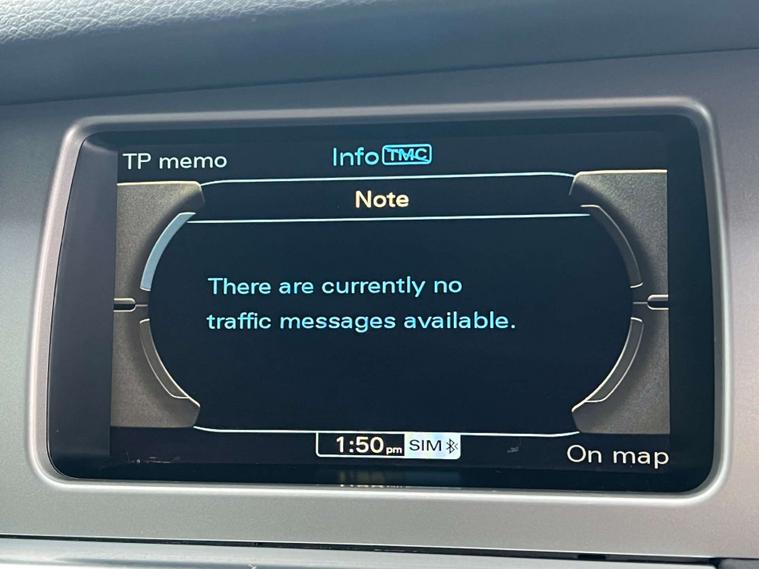 TP memo
Info TMC
Note
There are currently no
traffic messages available.
1:50 pm SIM
On map